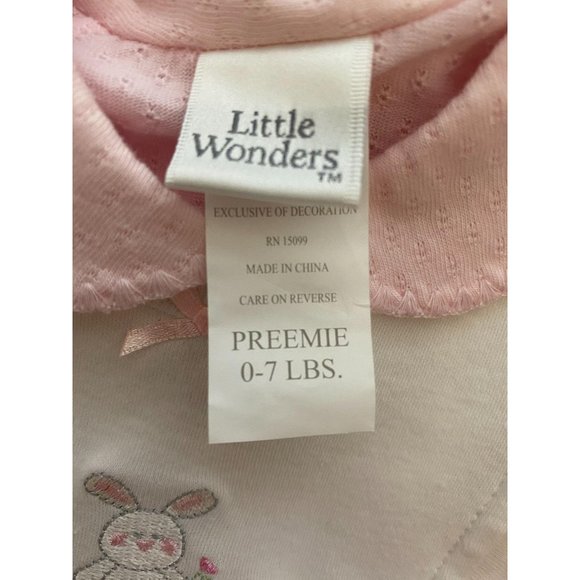 Little
Wonders
TM
EXCLUSIVE OF DECORATION
RN 15099
MADE IN CHINA
CARE ON REVERSE
PREEMIE
0-7 LBS.